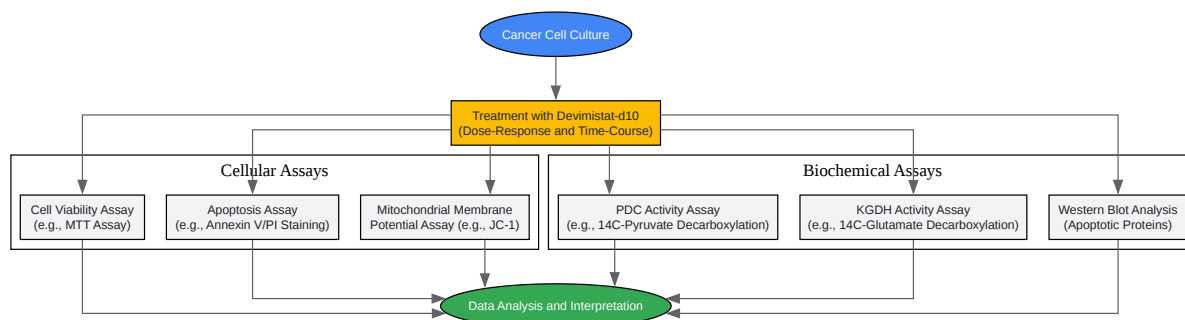 Cancer Cell Culture
Treatment with Devimistat-d10
(Dose-Response and Time-Course)
Cellular Assays
Biochemical Assays
Cell Viability Assay
(e.g., MTT Assay)
Apoptosis Assay
(e.g., Annexin V/PI Staining)
Mitochondrial Membrane
Potential Assay (e.g., JC-1)
PDC Activity Assay
(e.g., 14C-Pyruvate Decarboxylation)
KGDH Activity Assay
(e.g., 14C-Glutamate Decarboxylation)
Western Blot Analysis
(Apoptotic Proteins)
Data Analysis and Interpretation